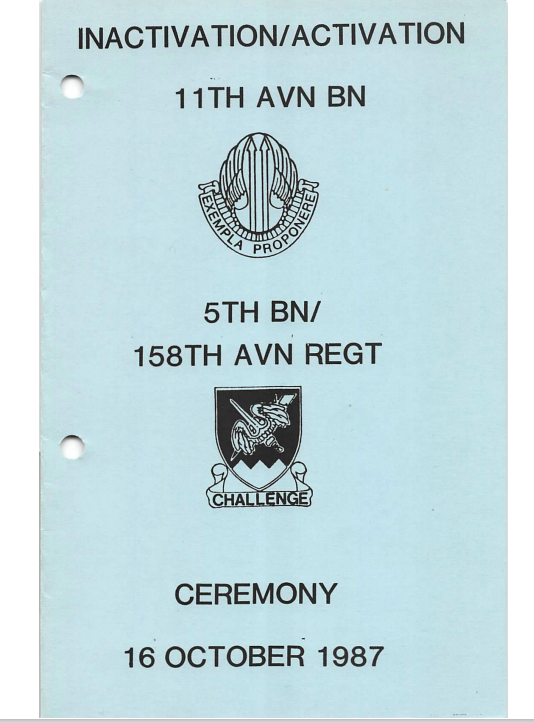 INACTIVATION/ACTIVATION
11TH AVN BN
EXEMPLA PROPONERE
5TH BN/
158TH AVN REGT
CHALLENGE
CEREMONY
16 OCTOBER 1987